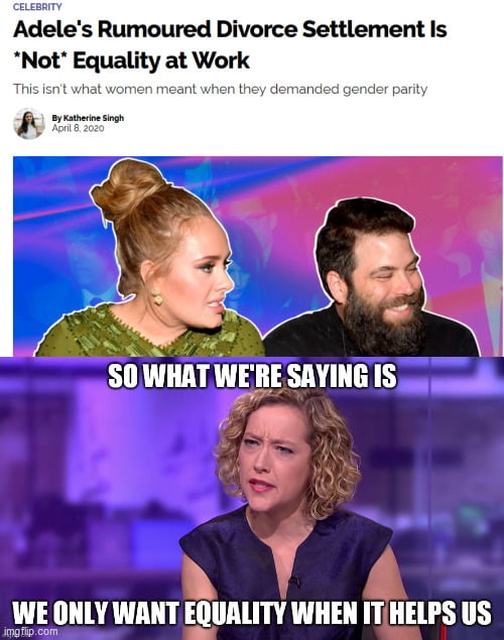 CELEBRITY
Adele's Rumoured Divorce Settlement Is
*Not* Equality at Work
This isn't what women meant when they demanded gender parity
By Katherine Singh
April 8, 2020
SO WHAT WE'RE SAYING IS
WE ONLY WANT EQUALITY WHEN IT HELPS US
imgflip.com